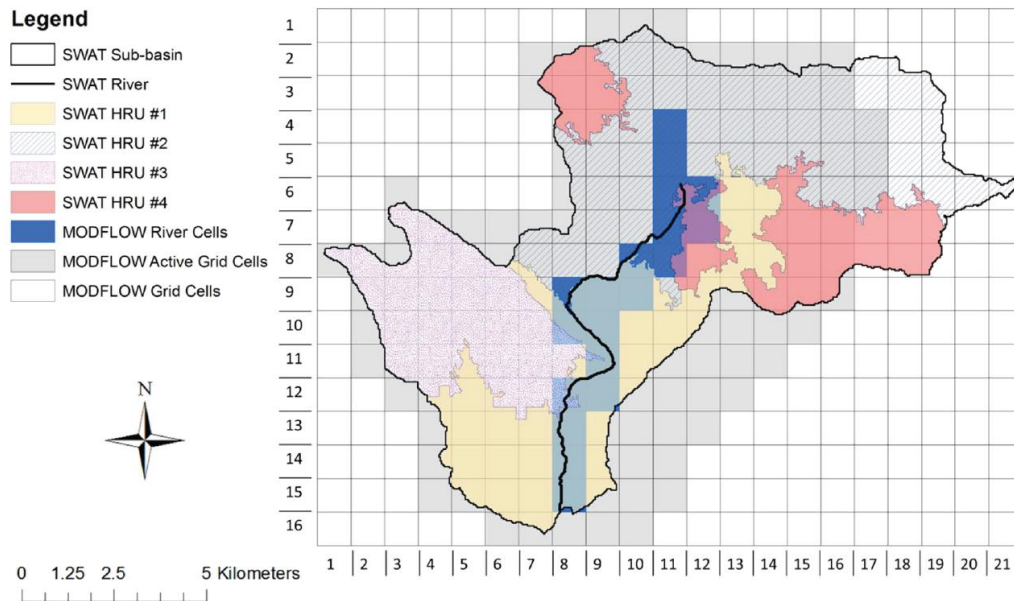 Legend
SWAT Sub-basin
SWAT River
SWAT HRU #1
SWAT HRU #2
SWAT HRU #3
SWAT HRU #4
MODFLOW River Cells
MODFLOW Active Grid Cells
MODFLOW Grid Cells
N
0 1.25 2.5 5 Kilometers
1
2
3
4
5
6
7
8
9
10
11
12
13
14
15
16
1 2 3 4 5 6 7 8 9 10 11 12 13 14 15 16 17 18 19 20 21